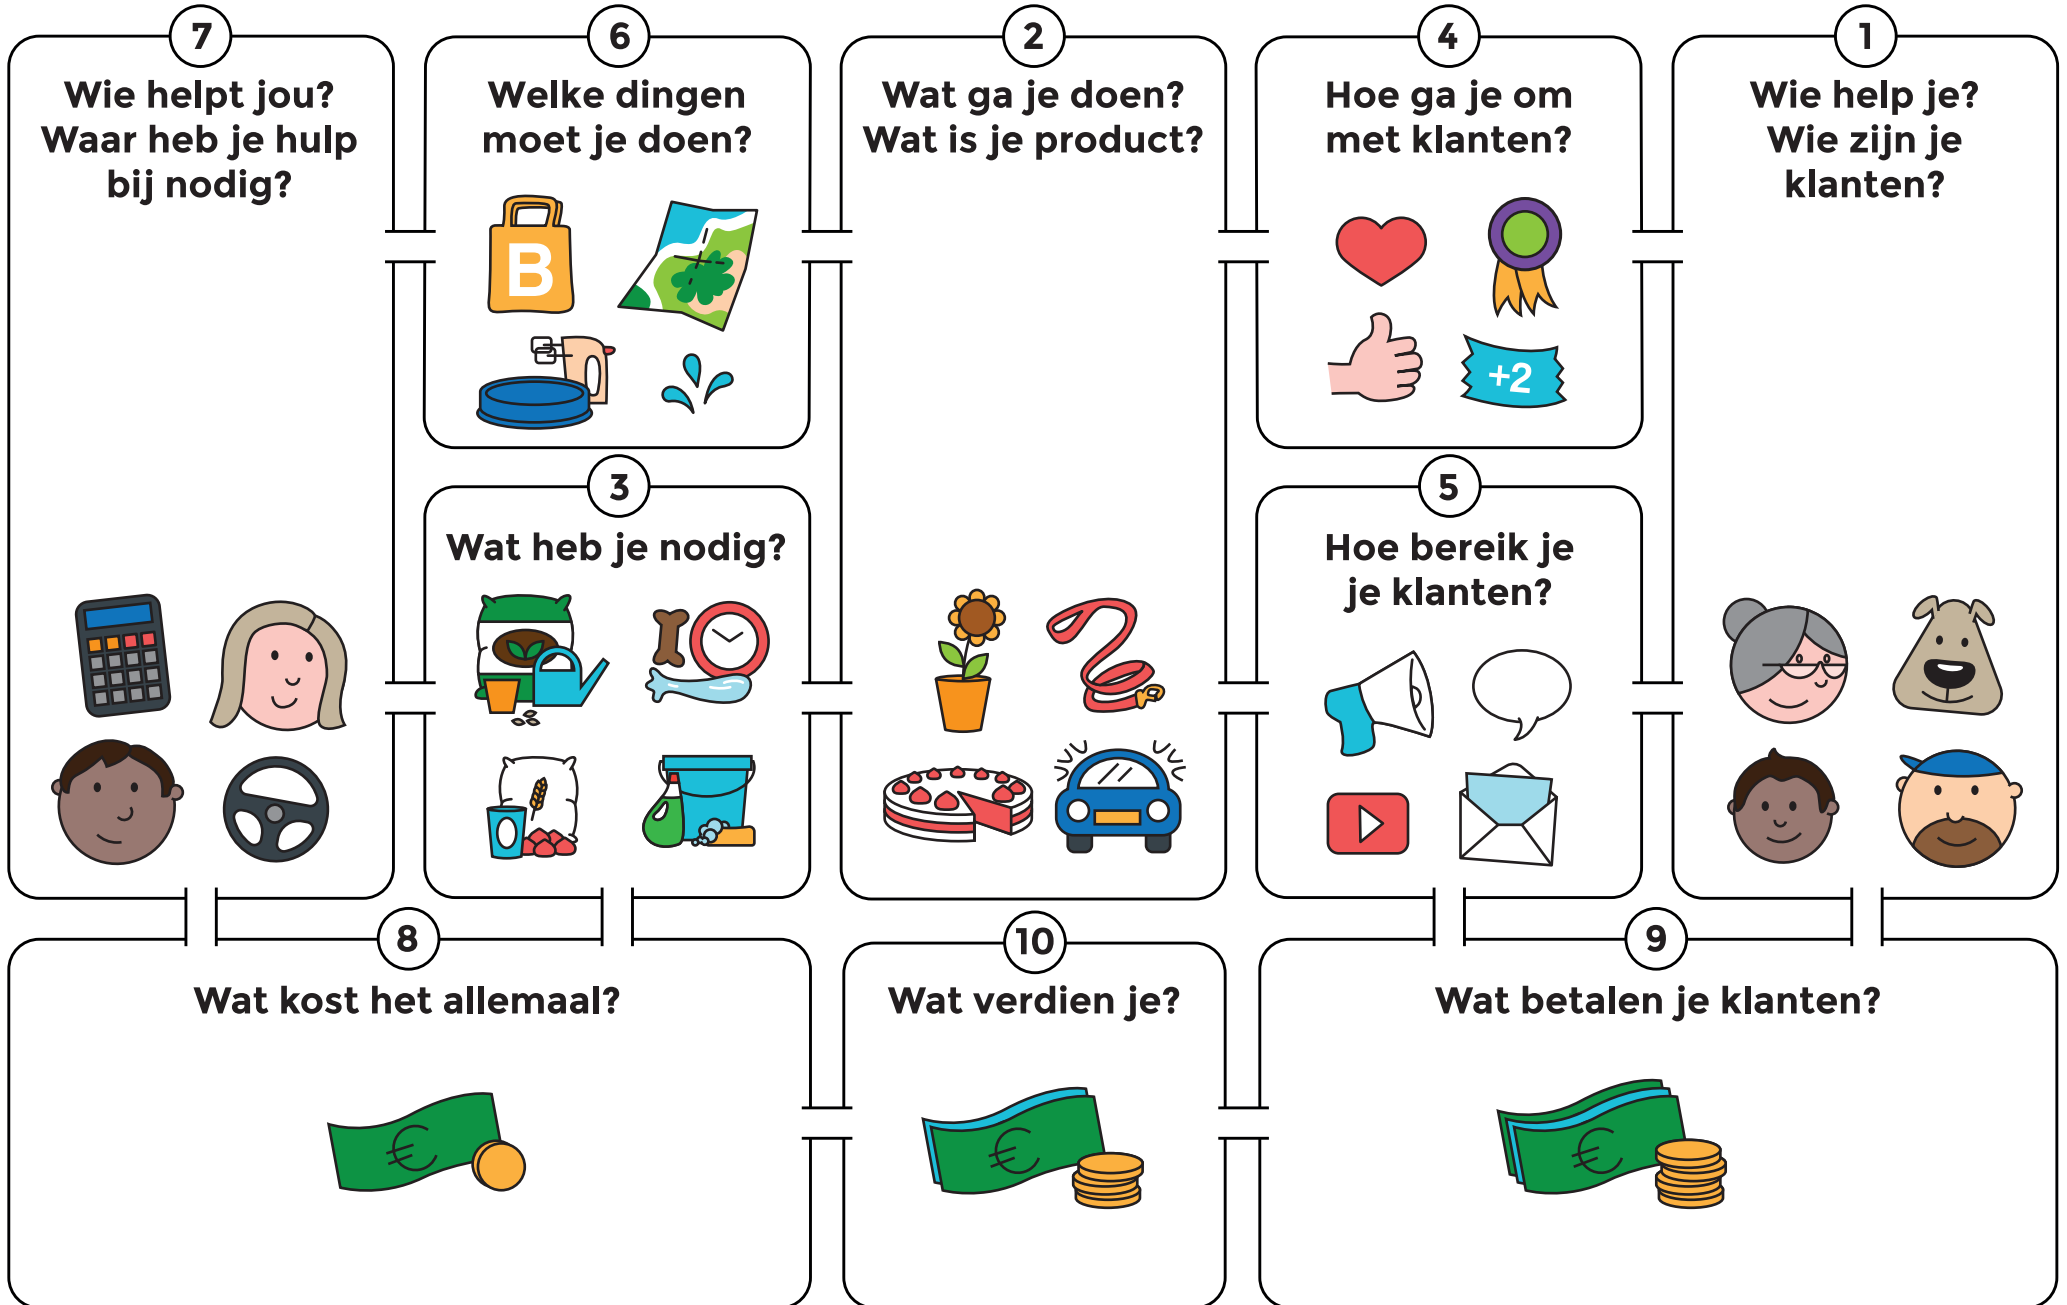 7
Wie helpt jou?
Waar heb je hulp
bij nodig?
6
Welke dingen
moet je doen?
B
3
Wat heb je nodig?
2
Wat ga je doen?
Wat is je product?
4
Hoe ga je om
met klanten?
+2
5
Hoe bereik je
je klanten?
1
Wie help je?
Wie zijn je
klanten?
8
Wat kost het allemaal?
€
10
Wat verdien je?
€
9
Wat betalen je klanten?
€